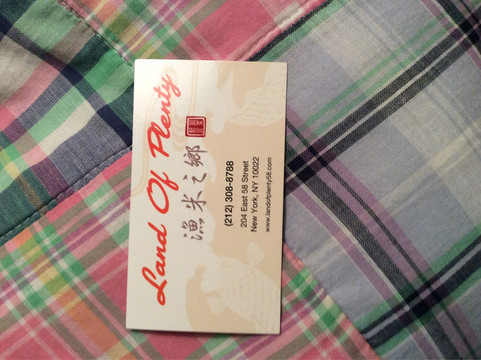 Land Of Plenty
漁米之鄉
(212) 308-8788
204 East 58 Street
New York, NY 10022
www.landofplenty58.com